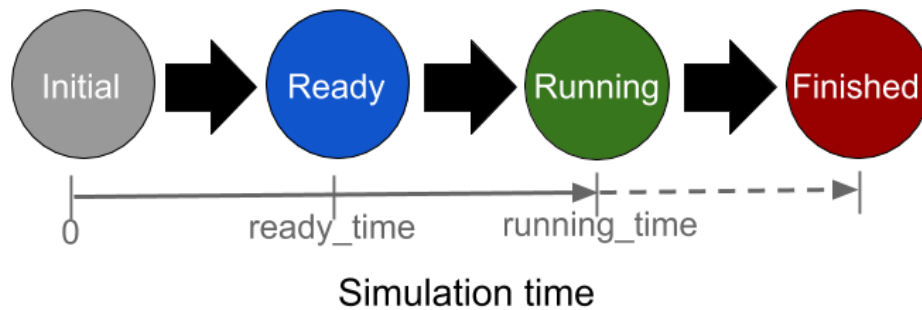 Initial
Ready
Running
Finished
0
ready_time
running_time
Simulation time